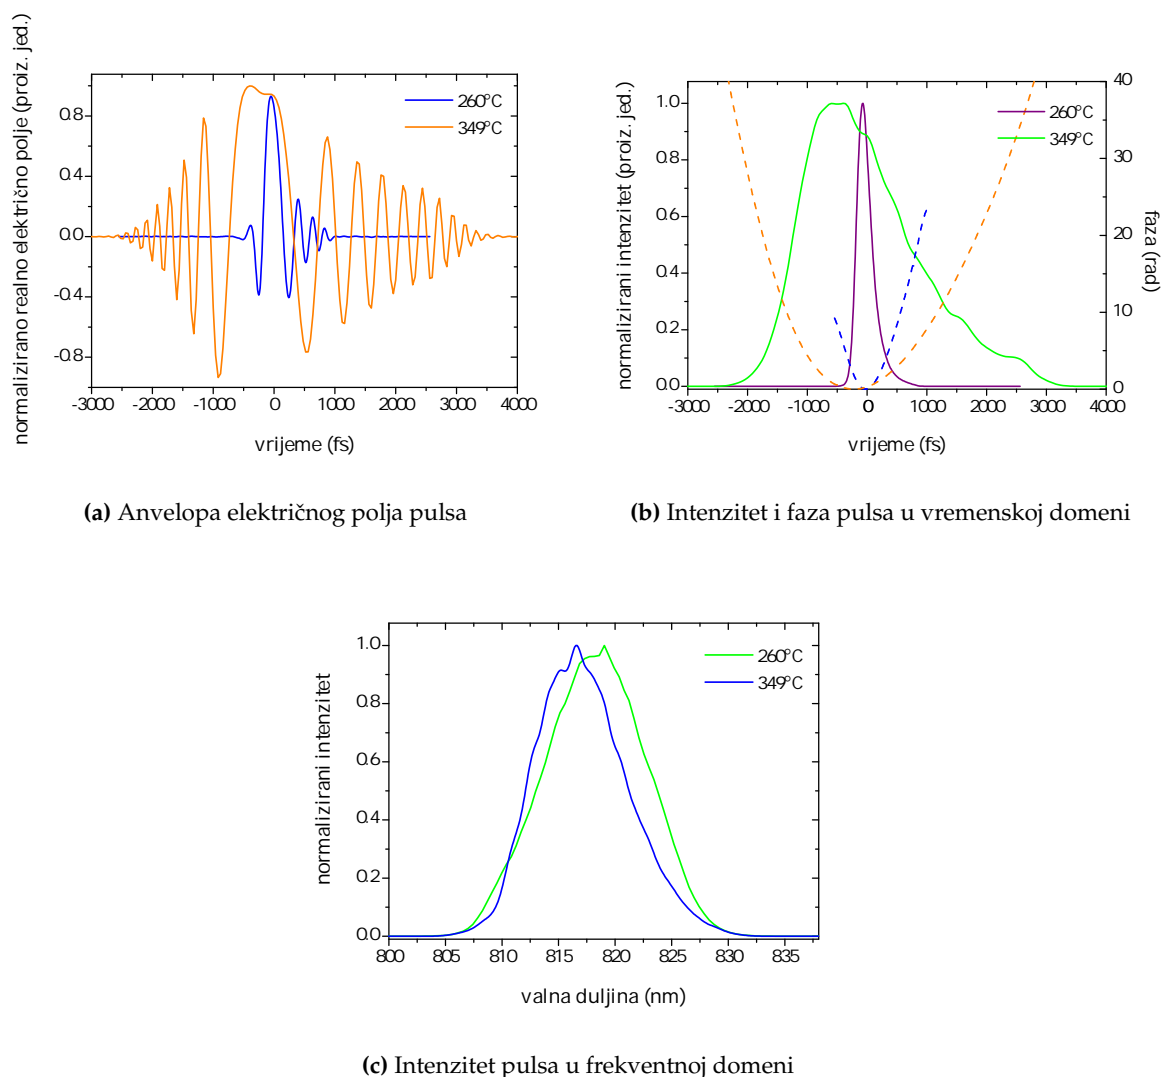 normalizirano realno električno polje (proiz. jed.)
0.8
0.4
0.0
-0.4
-0.8
-3000 -2000 -1000 0 1000 2000 3000 4000
vrijeme (fs)
260°C
349°C
normalizirani intenzitet (proiz. jed.)
1.0
0.8
0.6
0.4
0.2
0.0
-3000 -2000 -1000 0 1000 2000 3000 4000
vrijeme (fs)
260°C
349°C
40
30
20
10
0
faza (rad)
(a) Anvelopa električnog polja pulsa
(b) Intenzitet i faza pulsa u vremenskoj domeni
normalizirani intenzitet
1.0
0.8
0.6
0.4
0.2
0.0
800 805 810 815 820 825 830 835
valna duljina (nm)
260°C
349°C
(c) Intenzitet pulsa u frekventnoj domeni